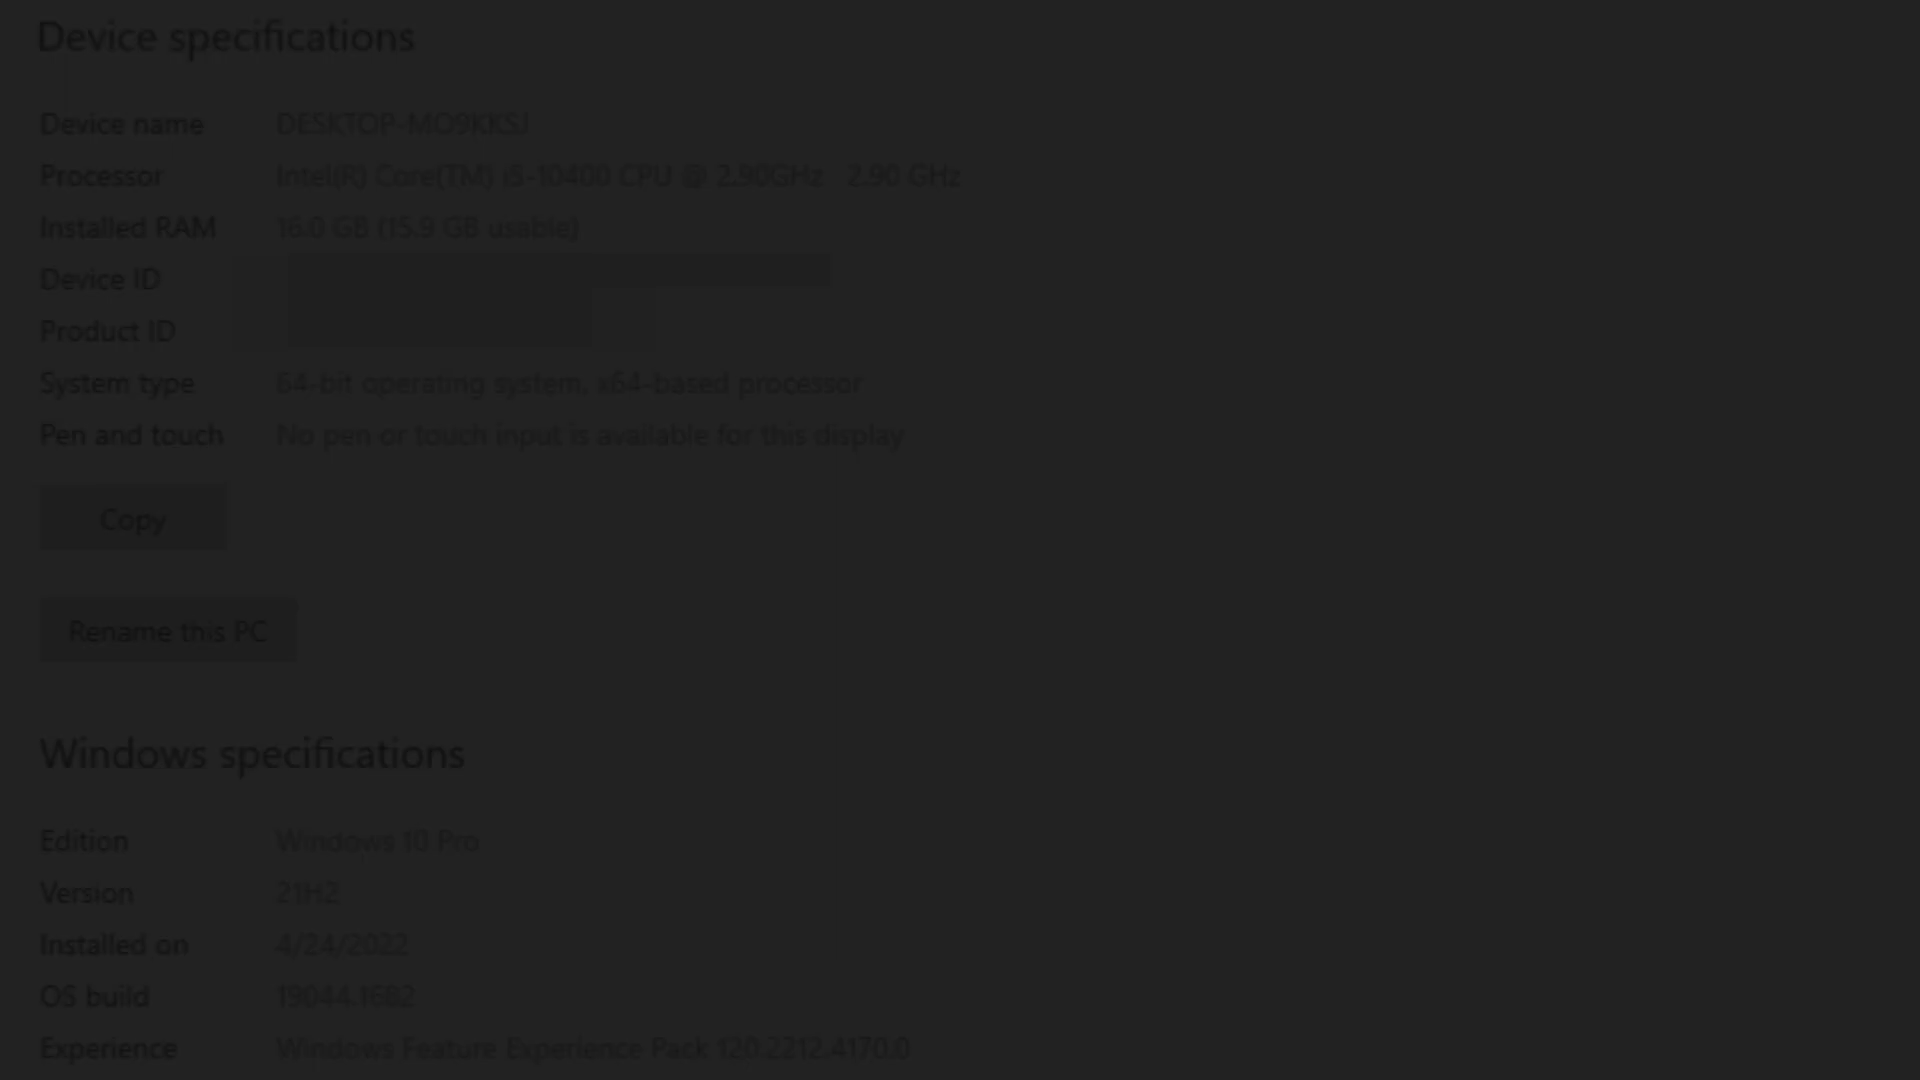 Device specifications
Device name DESKTOP-MO9KKSJ
Processor Intel(R) Core(TM) i5-10400 CPU @ 2.90GHz 2.90 GHz
Installed RAM 16.0 GB (15.9 GB usable)
Device ID
Product ID
System type 64-bit operating system, x64-based processor
Pen and touch No pen or touch input is available for this display
Copy
Rename this PC
Windows specifications
Edition Windows 10 Pro
Version 21H2
Installed on 4/24/2022
OS build 19044.1682
Experience Windows Feature Experience Pack 120.2212.4170.0